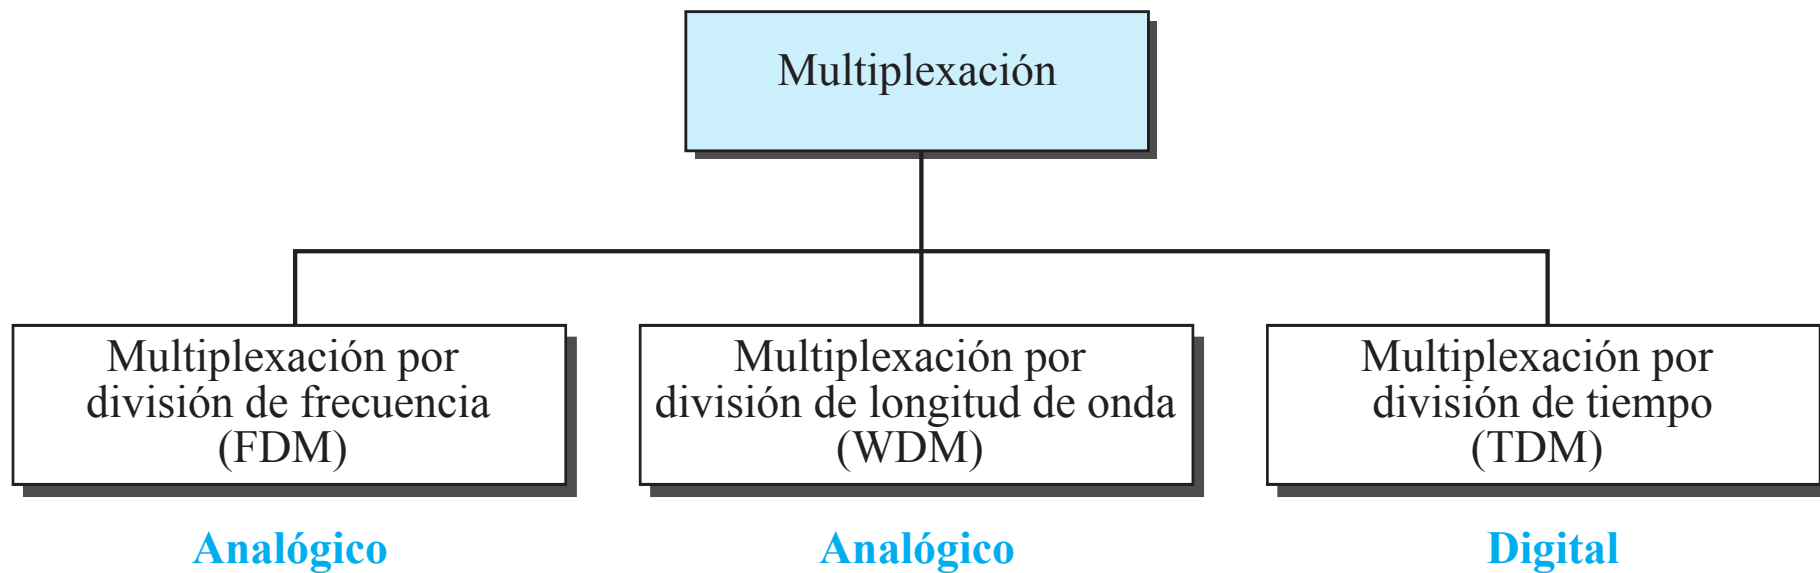 Multiplexación
Multiplexación por
división de frecuencia
(FDM)
Multiplexación por
división de longitud de onda
(WDM)
Multiplexación por
división de tiempo
(TDM)
Analógico
Analógico
Digital